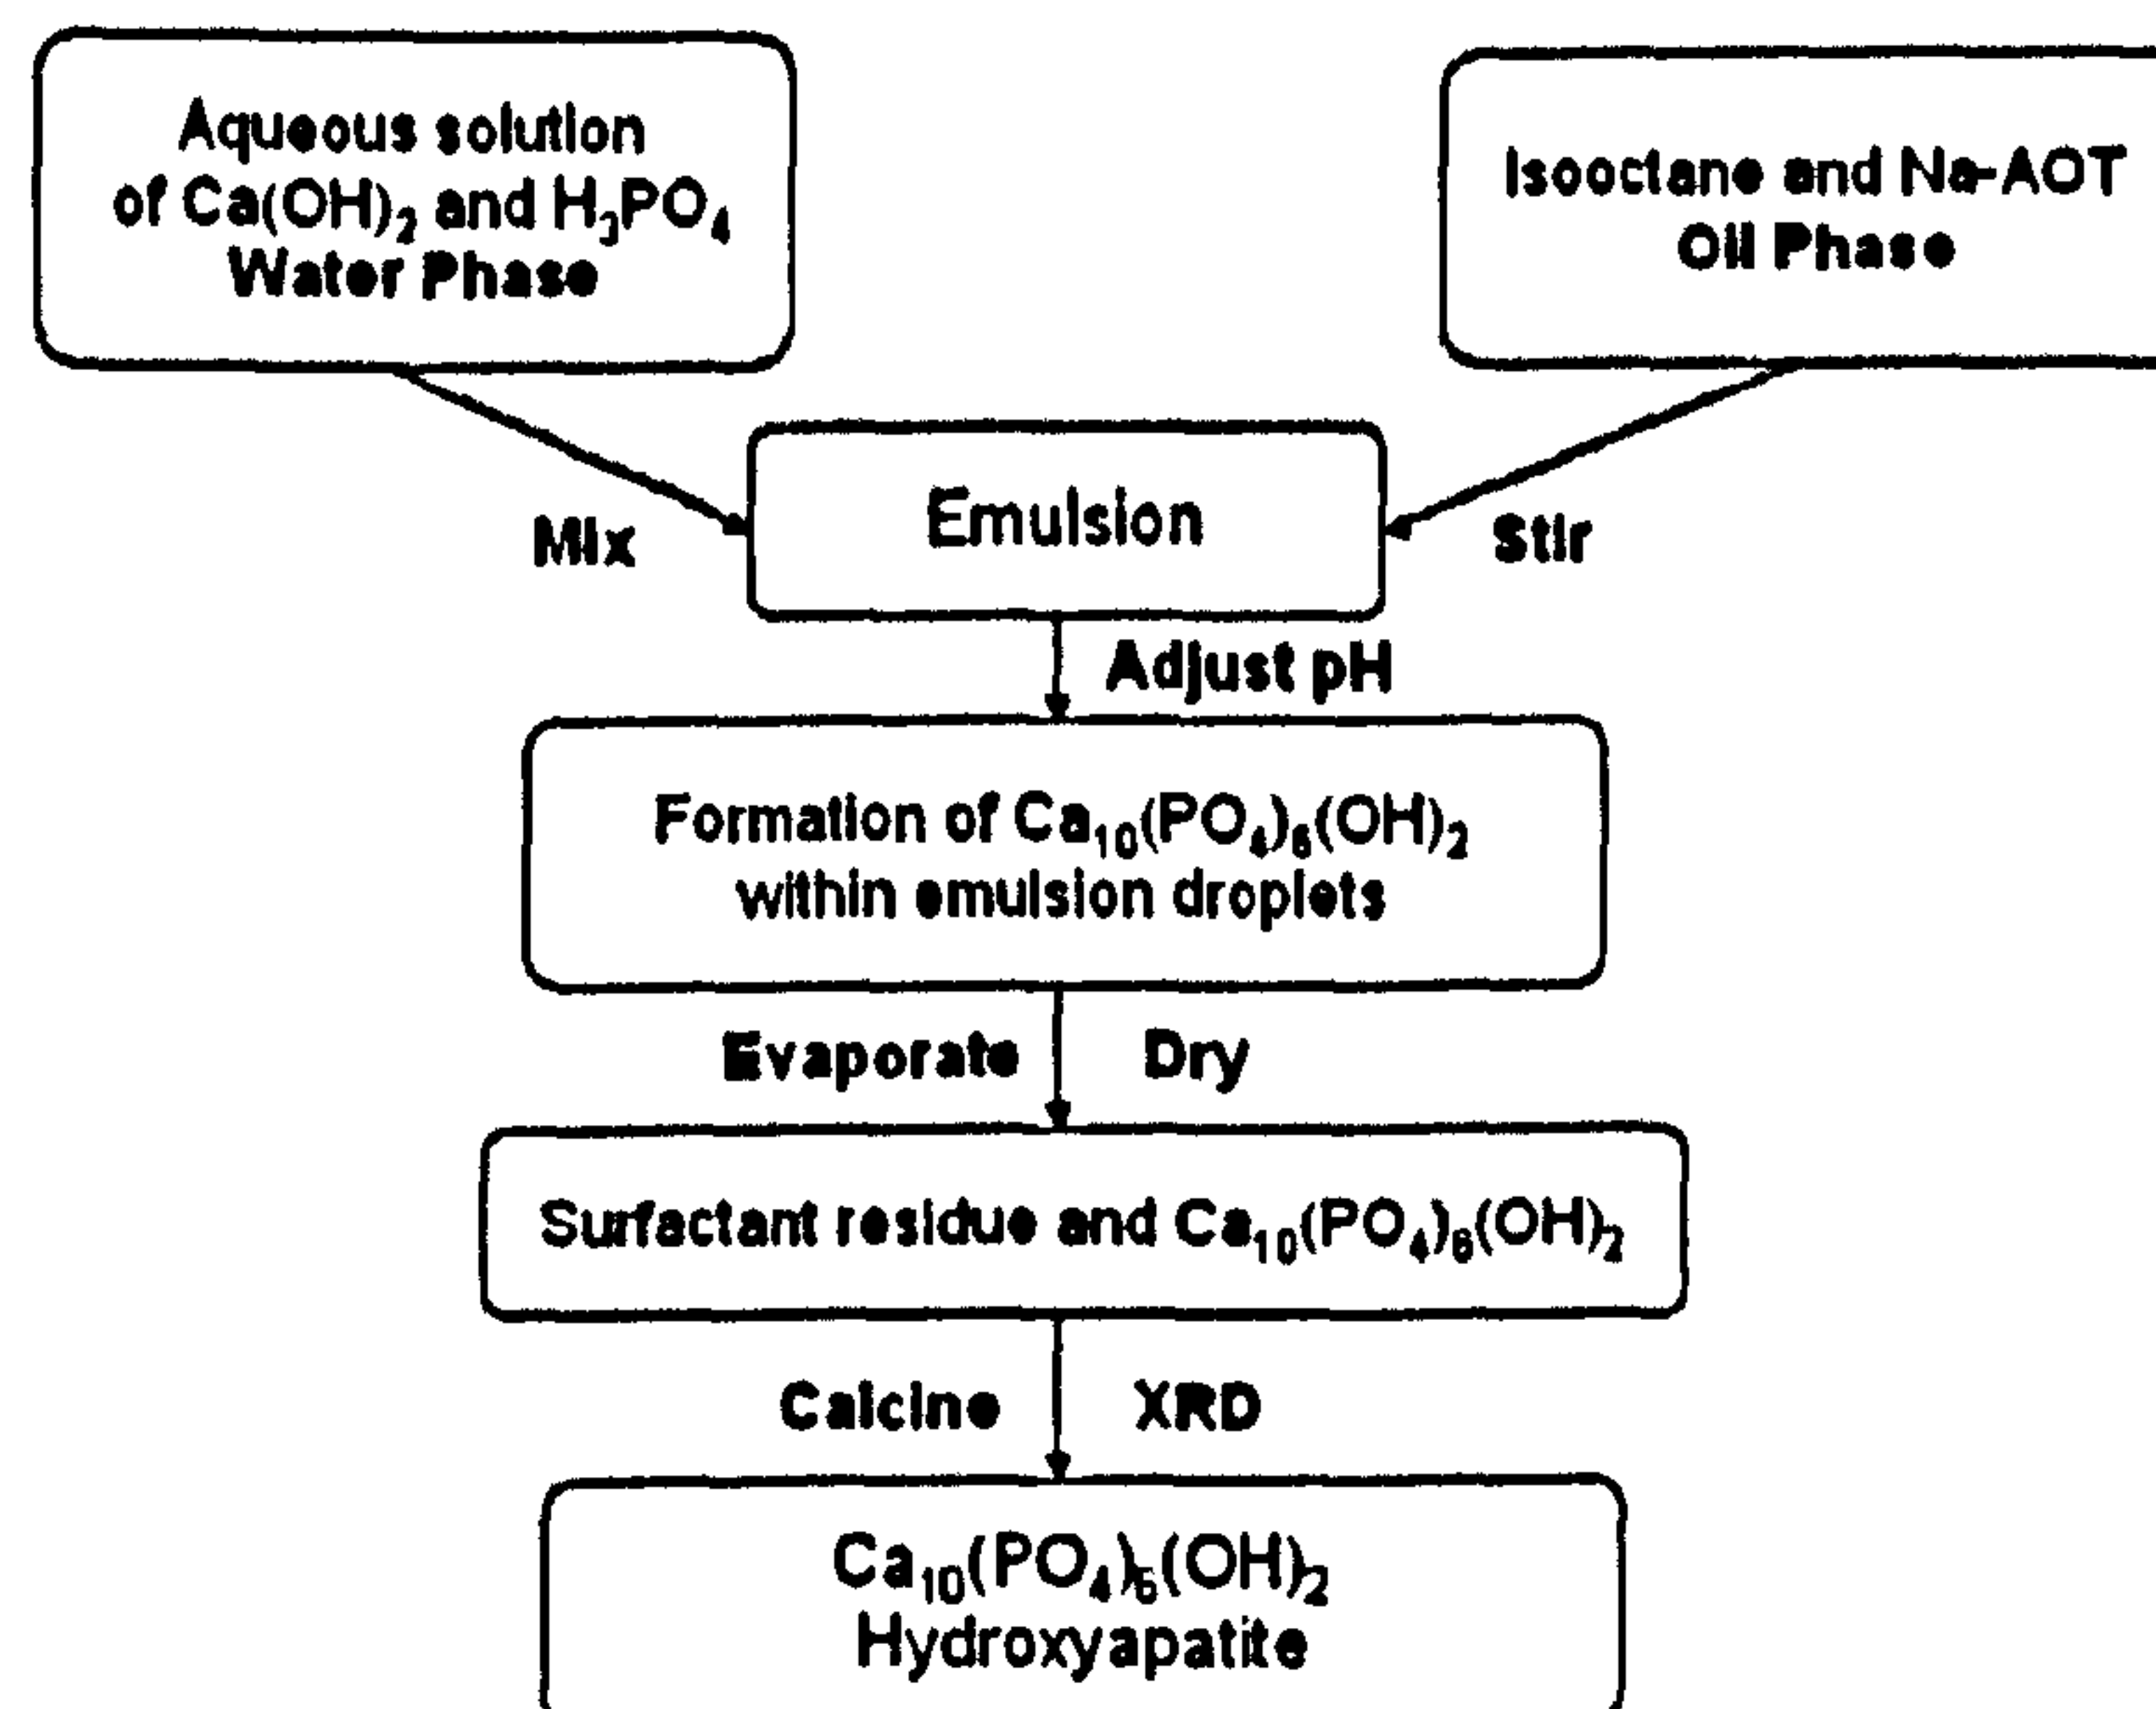 Aqueous solution
of Ca(OH)₂ and H₃PO₄
Water Phase
Isooctane and Na-AOT
Oil Phase
Mix
Emulsion
Stir
Adjust pH
Formation of Ca₁₀(PO₄)₆(OH)₂
within emulsion droplets
Evaporate Dry
Surfactant residue and Ca₁₀(PO₄)₆(OH)₂
Calcine XRD
Ca₁₀(PO₄)₆(OH)₂
Hydroxyapatite